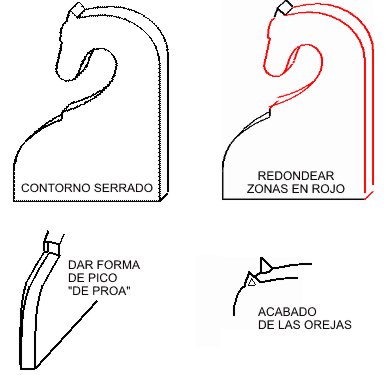 CONTORNO SERRADO
REDONDEAR
ZONAS EN ROJO
DAR FORMA
DE PICO
"DE PROA"
ACABADO
DE LAS OREJAS